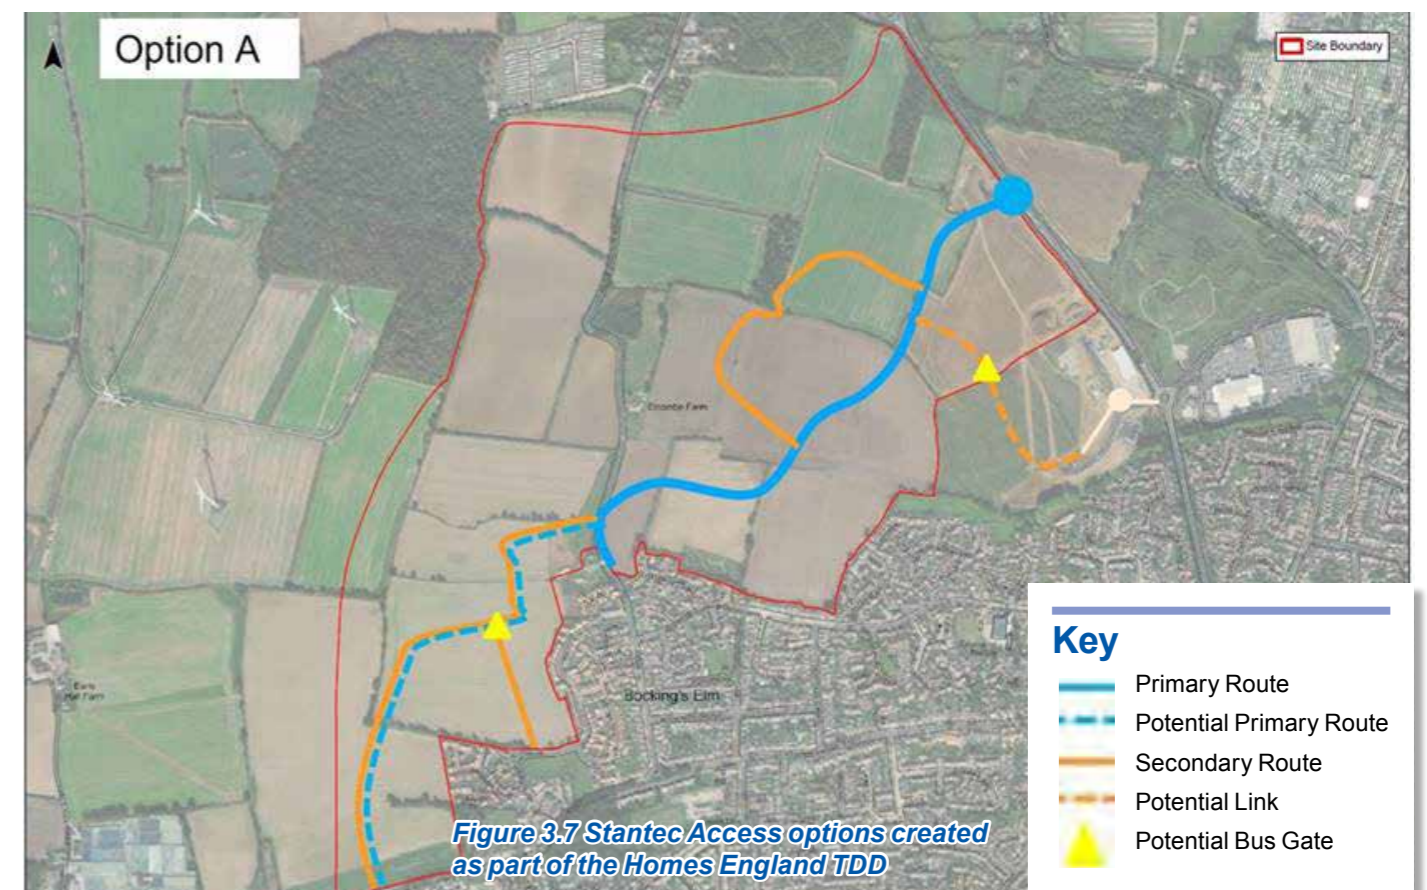 Option A
Site Boundary
Bocking's Elm
Key
Primary Route
Potential Primary Route
Secondary Route
Potential Link
Potential Bus Gate
Figure 3.7 Stantec Access options created
as part of the Homes England TDD